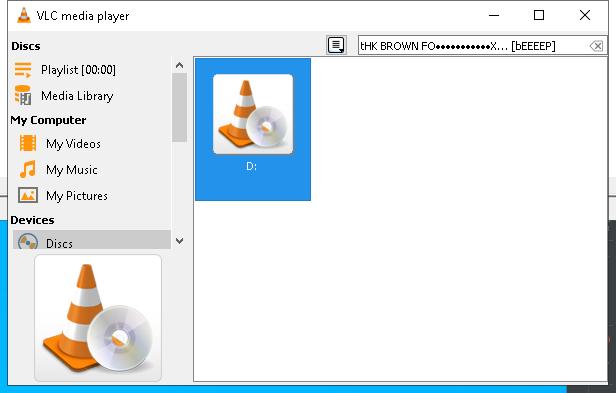 VLC media player
Discs
tHK BROWN FO●●●●●●●●●●●X... [bEEEEP]
Playlist [00:00]
Media Library
My Computer
My Videos
My Music
My Pictures
Devices
Discs
D: